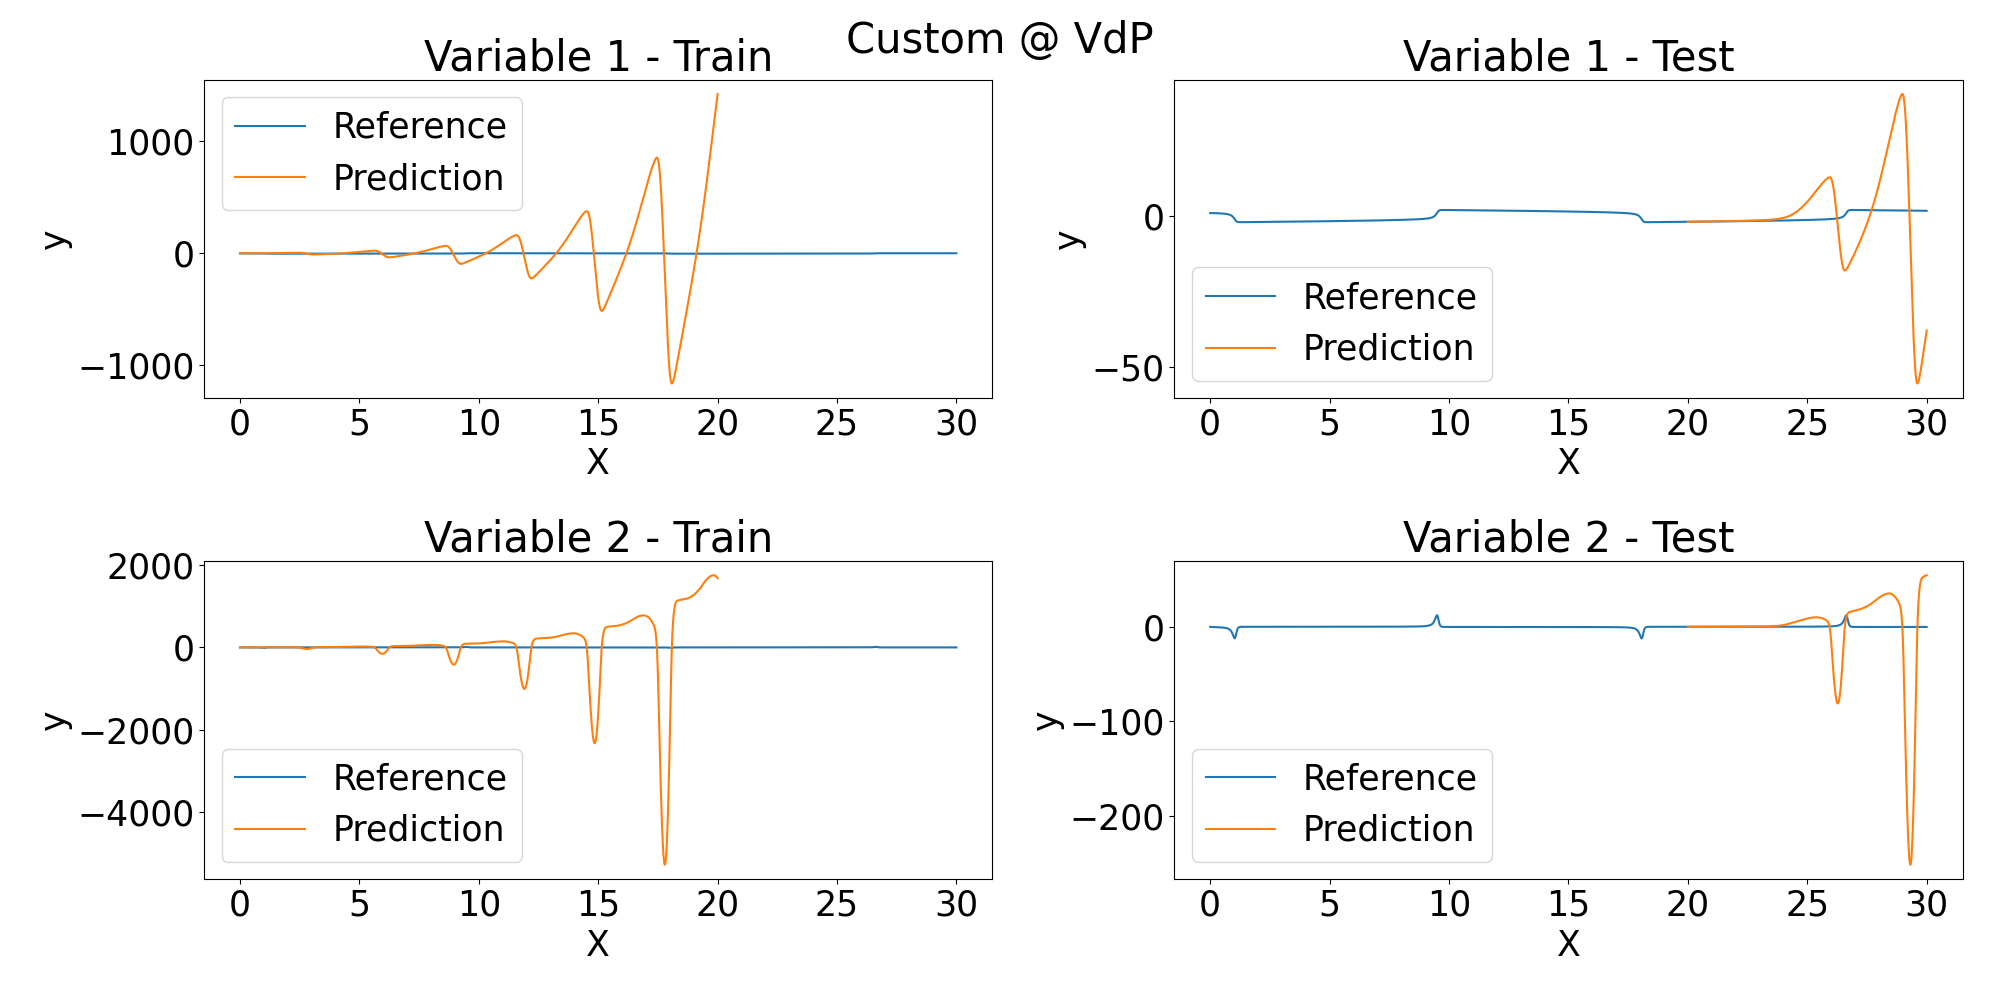 Custom @ VdP
Variable 1 - Train
1000
0
−1000
y
Reference
Prediction
0 5 10 15 20 25 30
X
Variable 1 - Test
0
−50
y
Reference
Prediction
0 5 10 15 20 25 30
X
Variable 2 - Train
2000
0
−2000
−4000
y
Reference
Prediction
0 5 10 15 20 25 30
X
Variable 2 - Test
0
−100
−200
y
Reference
Prediction
0 5 10 15 20 25 30
X